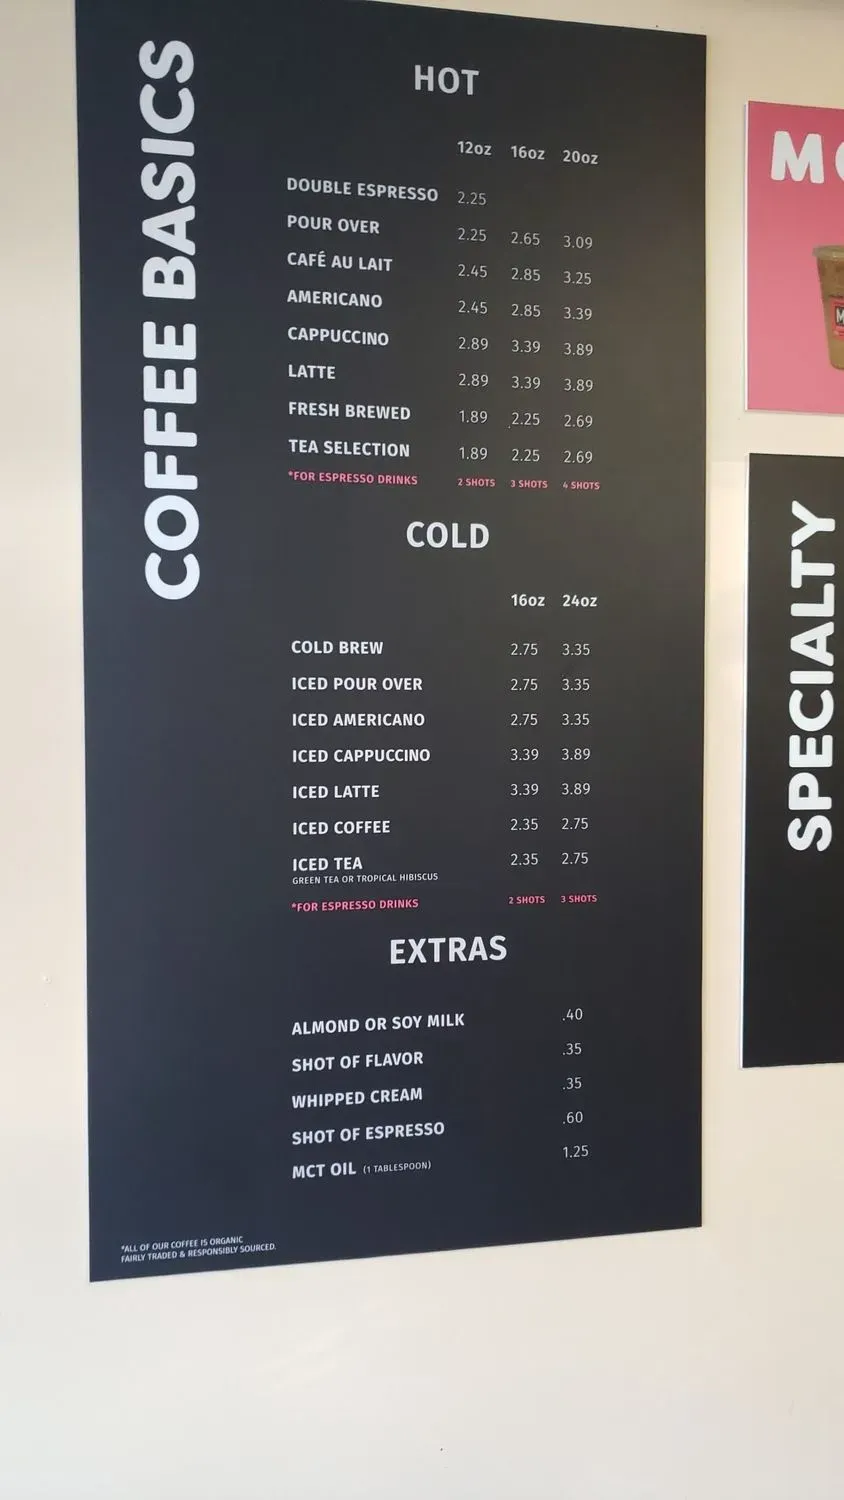 COFFEE BASICS
HOT
12oz 16oz 20oz
DOUBLE ESPRESSO 2.25
POUR OVER 2.25 2.65 3.09
CAFÉ AU LAIT 2.45 2.85 3.25
AMERICANO 2.45 2.85 3.39
CAPPUCCINO 2.89 3.39 3.89
LATTE 2.89 3.39 3.89
FRESH BREWED 1.89 2.25 2.69
TEA SELECTION 1.89 2.25 2.69
*FOR ESPRESSO DRINKS 2 SHOTS 3 SHOTS 4 SHOTS
COLD
16oz 24oz
COLD BREW 2.75 3.35
ICED POUR OVER 2.75 3.35
ICED AMERICANO 2.75 3.35
ICED CAPPUCCINO 3.39 3.89
ICED LATTE 3.39 3.89
ICED COFFEE 2.35 2.75
ICED TEA 2.35 2.75
GREEN TEA OR TROPICAL HIBISCUS
*FOR ESPRESSO DRINKS 2 SHOTS 3 SHOTS
EXTRAS
ALMOND OR SOY MILK .40
SHOT OF FLAVOR .35
WHIPPED CREAM .35
SHOT OF ESPRESSO .60
MCT OIL (1 TABLESPOON) 1.25
*ALL OF OUR COFFEE IS ORGANIC
FAIRLY TRADED & RESPONSIBLY SOURCED.
SPECIALTY